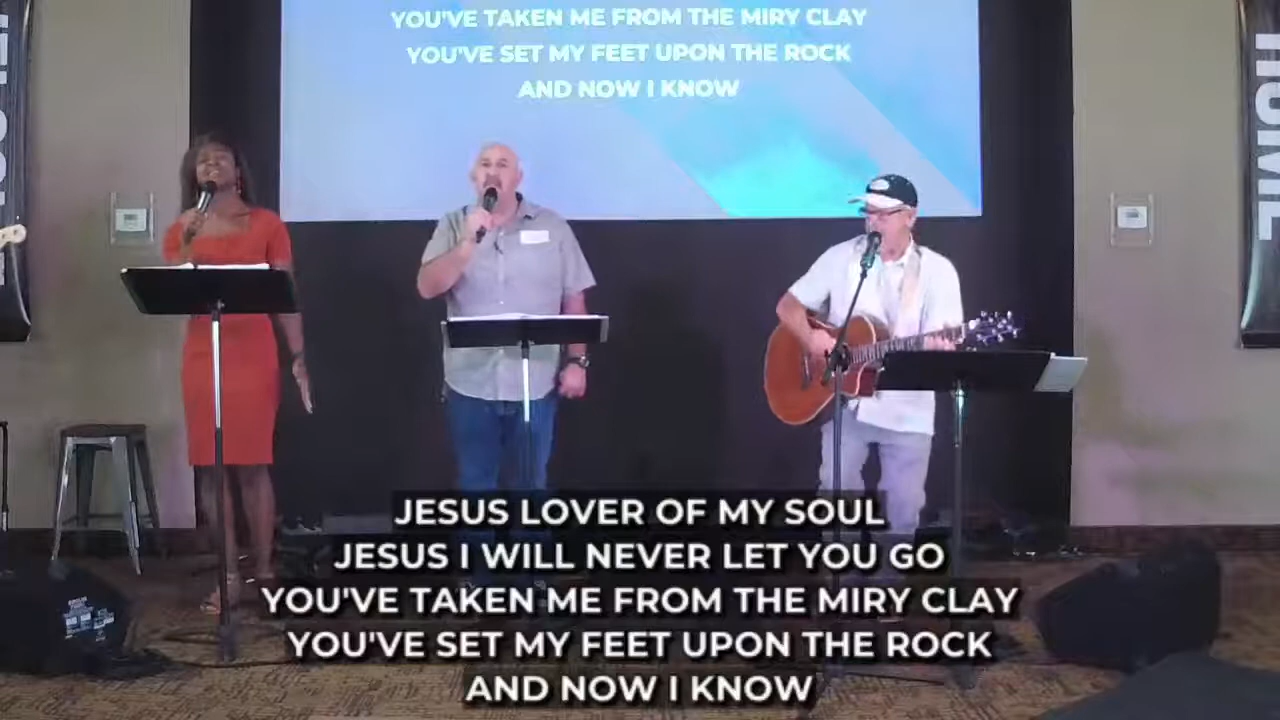 YOU'VE TAKEN ME FROM THE MIRY CLAY
YOU'VE SET MY FEET UPON THE ROCK
AND NOW I KNOW
HOME
JESUS LOVER OF MY SOUL
JESUS I WILL NEVER LET YOU GO
YOU'VE TAKEN ME FROM THE MIRY CLAY
YOU'VE SET MY FEET UPON THE ROCK
AND NOW I KNOW